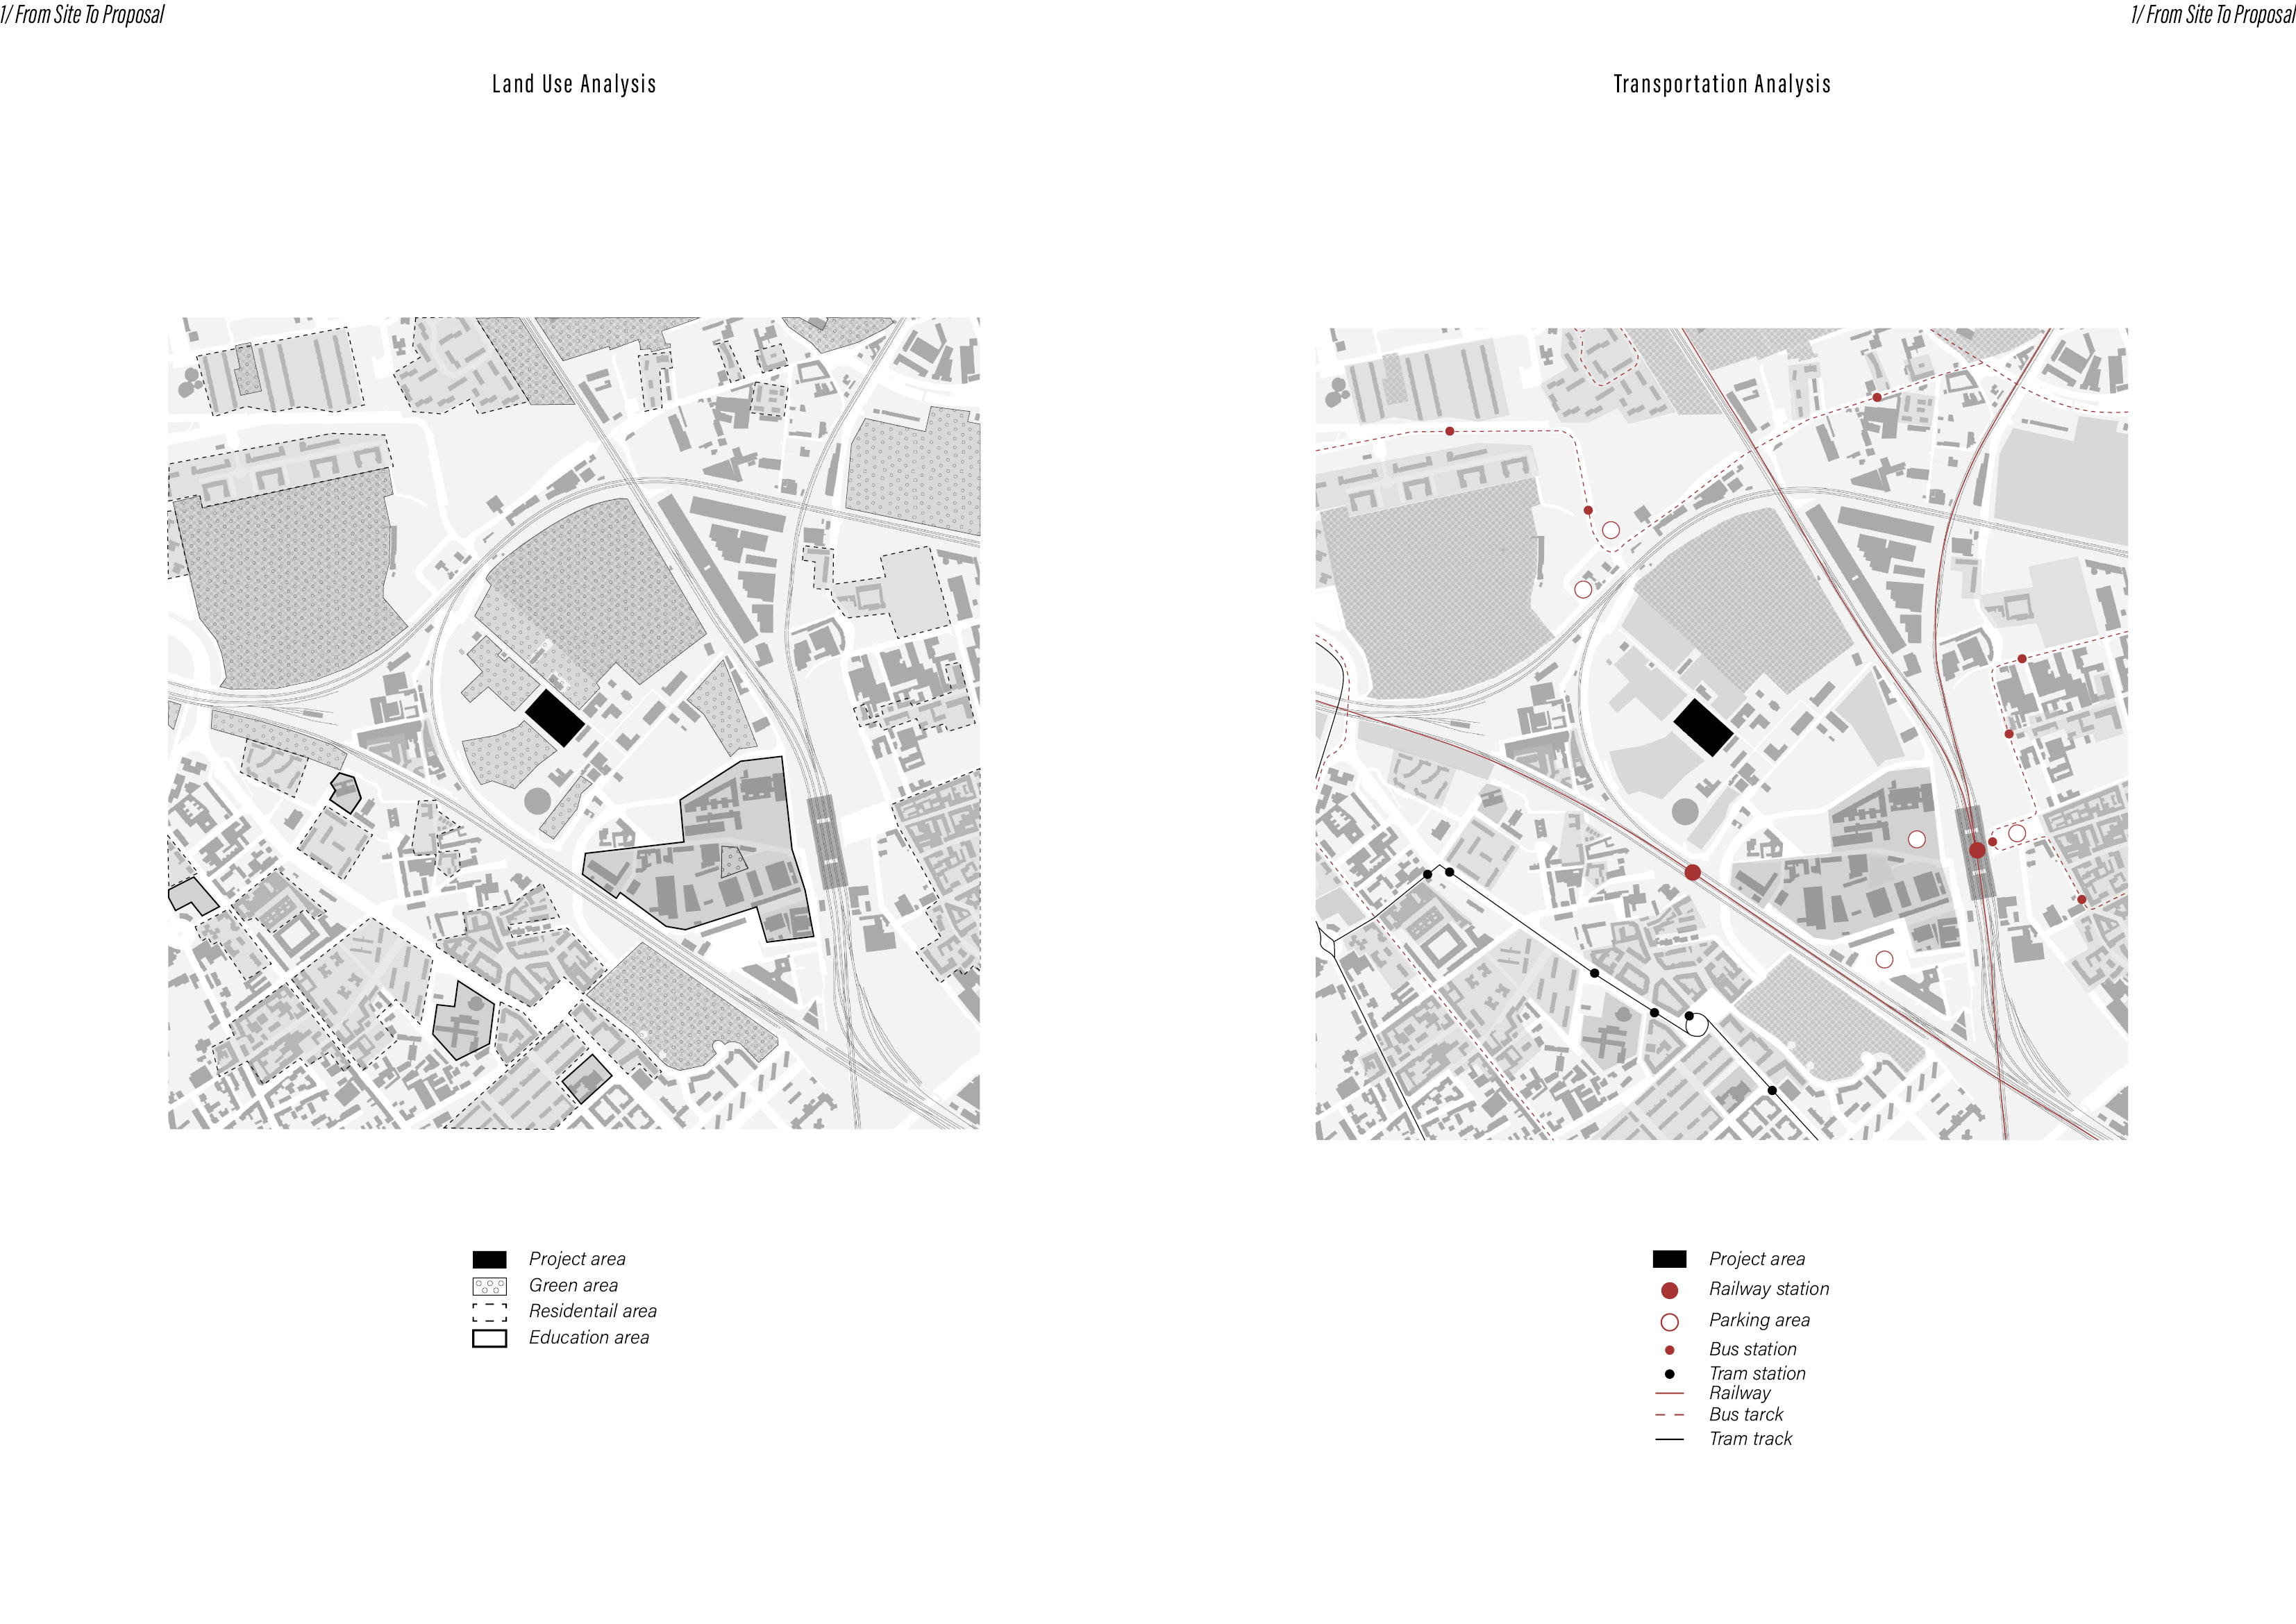 1/ From Site To Proposal
1/ From Site To Proposal
Land Use Analysis
Transportation Analysis
Project area
Green area
Residentail area
Education area
Project area
Railway station
Parking area
Bus station
Tram station
Railway
Bus tarck
Tram track